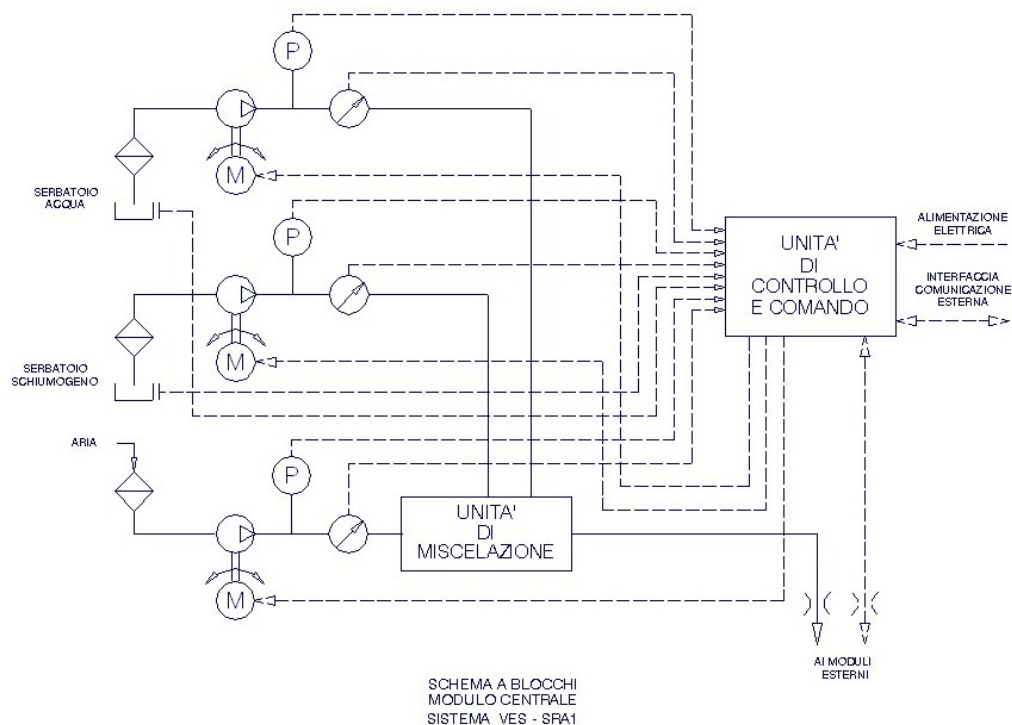 P
M
SERBATOIO
ACQUA
P
M
SERBATOIO
SCHIUMOGENO
ARIA
P
M
UNITA'
DI
MISCELAZIONE
UNITA'
DI
CONTROLLO
E COMANDO
ALIMENTAZIONE
ELETTRICA
INTERFACCIA
COMUNICAZIONE
ESTERNA
AI MODULI
ESTERNI
SCHEMA A BLOCCHI
MODULO CENTRALE
SISTEMA VES - SRA1